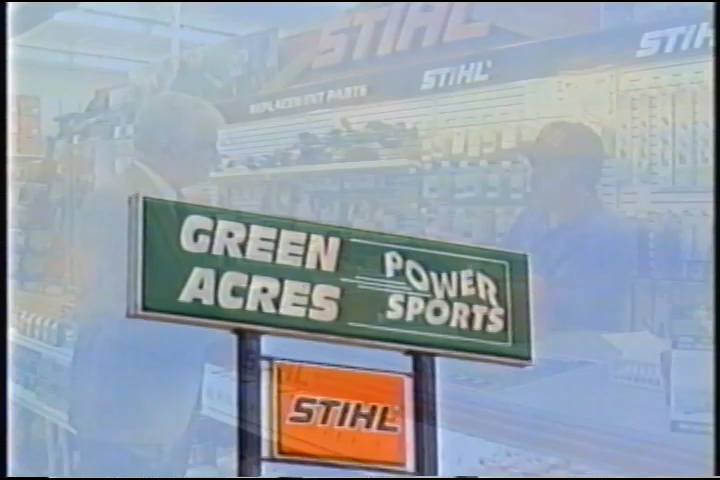 STIHL
STIHL
STIHL
REPLACEMENT PARTS
GREEN ACRES
POWER SPORTS
STIHL